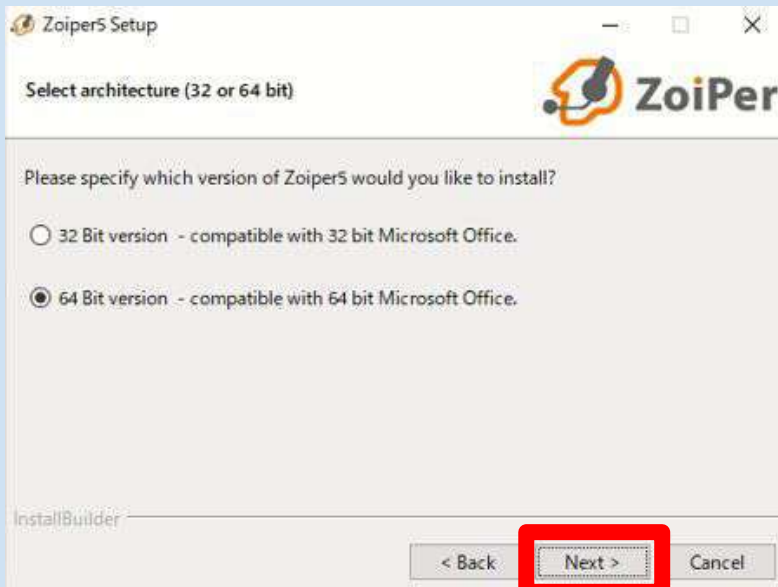 Zoiper5 Setup
Select architecture (32 or 64 bit)
ZoiPer
Please specify which version of Zoiper5 would you like to install?
32 Bit version - compatible with 32 bit Microsoft Office.
64 Bit version - compatible with 64 bit Microsoft Office.
InstallBuilder
< Back
Next >
Cancel